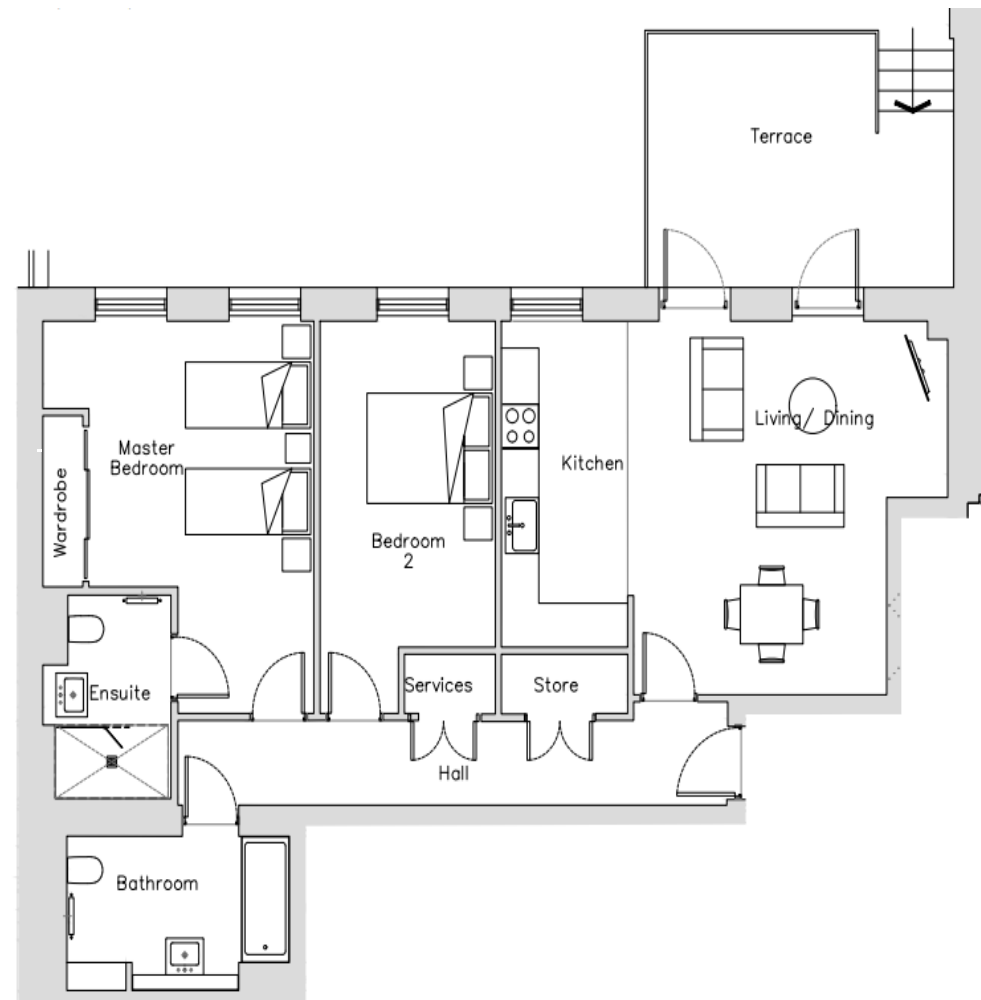 Terrace
Living/ Dining
Master
Bedroom
Kitchen
Wardrobe
Bedroom
2
Ensuite
Services
Store
Hall
Bathroom